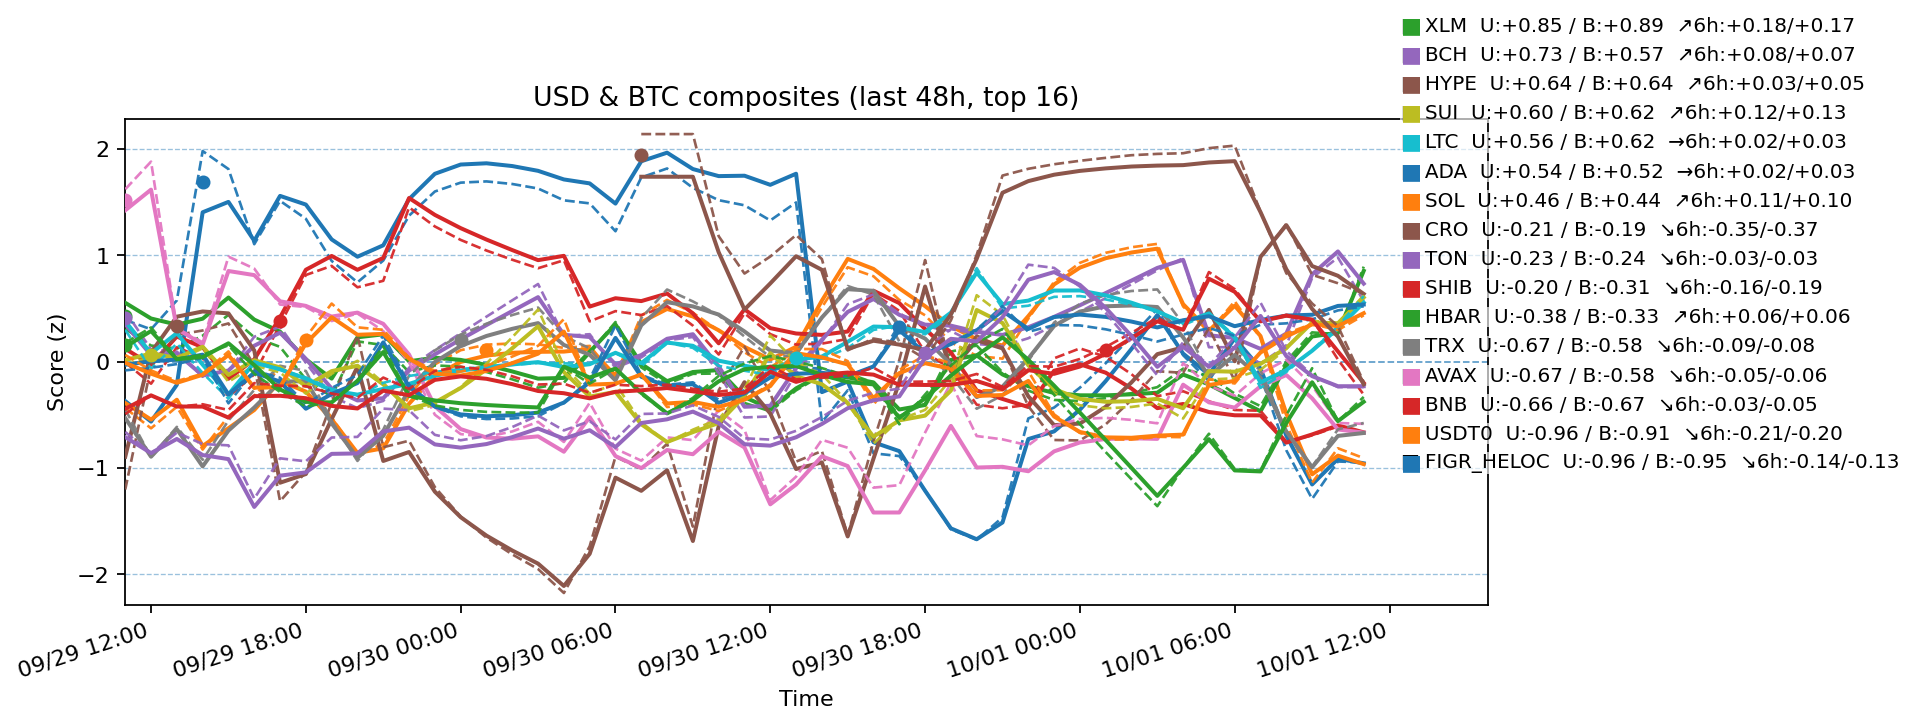 XLM  U:+0.85 / B:+0.89  ↗6h:+0.18/+0.17
BCH  U:+0.73 / B:+0.57  ↗6h:+0.08/+0.07
HYPE  U:+0.64 / B:+0.64  ↗6h:+0.03/+0.05
SUI  U:+0.60 / B:+0.62  ↗6h:+0.12/+0.13
LTC  U:+0.56 / B:+0.62  →6h:+0.02/+0.03
ADA  U:+0.54 / B:+0.52  →6h:+0.02/+0.03
SOL  U:+0.46 / B:+0.44  ↗6h:+0.11/+0.10
CRO  U:-0.21 / B:-0.19  ↘6h:-0.35/-0.37
TON  U:-0.23 / B:-0.24  ↘6h:-0.03/-0.03
SHIB  U:-0.20 / B:-0.31  ↘6h:-0.16/-0.19
HBAR  U:-0.38 / B:-0.33  ↗6h:+0.06/+0.06
TRX  U:-0.67 / B:-0.58  ↘6h:-0.09/-0.08
AVAX  U:-0.67 / B:-0.58  ↘6h:-0.05/-0.06
BNB  U:-0.66 / B:-0.67  ↘6h:-0.03/-0.05
USDT0  U:-0.96 / B:-0.91  ↘6h:-0.21/-0.20
FIGR_HELOC  U:-0.96 / B:-0.95  ↘6h:-0.14/-0.13
USD & BTC composites (last 48h, top 16)
Score (z)
2
1
0
−1
−2
09/29 12:00
09/29 18:00
09/30 00:00
09/30 06:00
09/30 12:00
09/30 18:00
10/01 00:00
10/01 06:00
10/01 12:00
Time